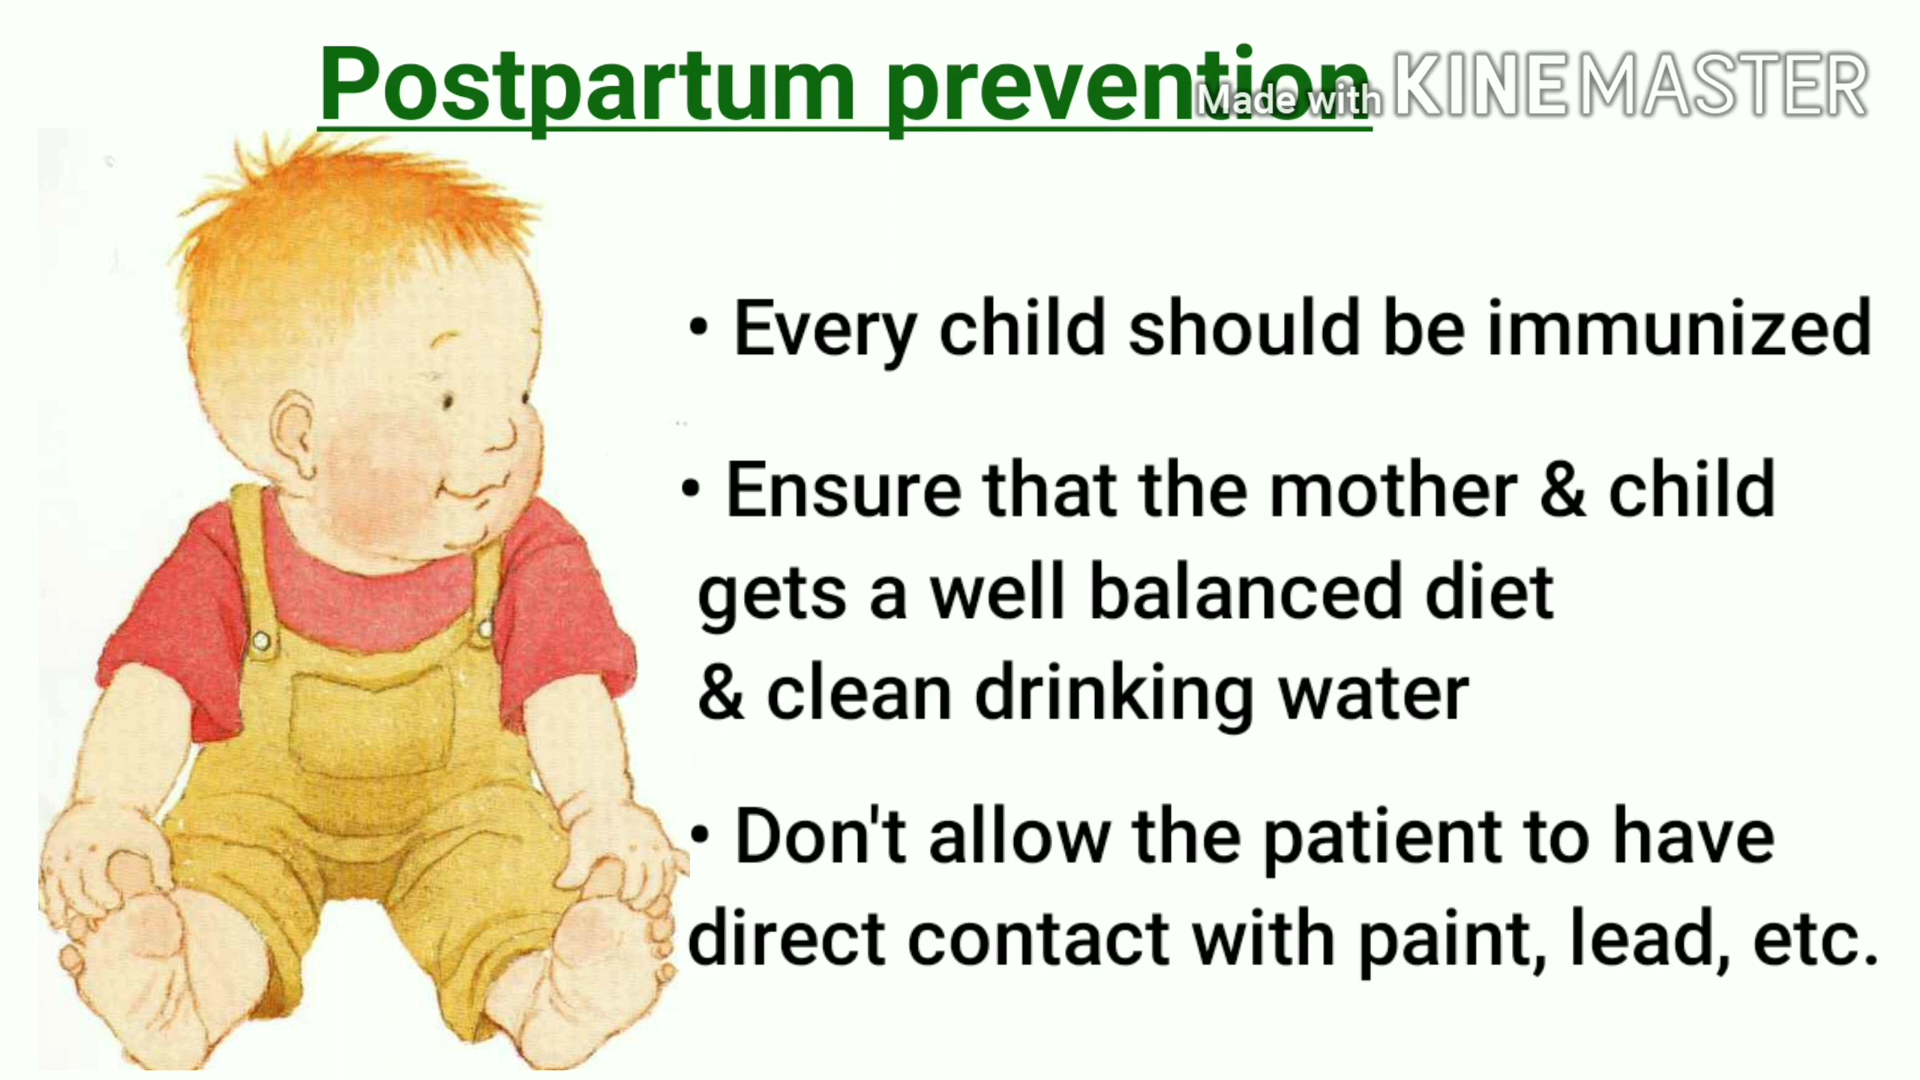 Postpartum prevention
Made with KINEMASTER
• Every child should be immunized
• Ensure that the mother & child
gets a well balanced diet
& clean drinking water
• Don't allow the patient to have
direct contact with paint, lead, etc.